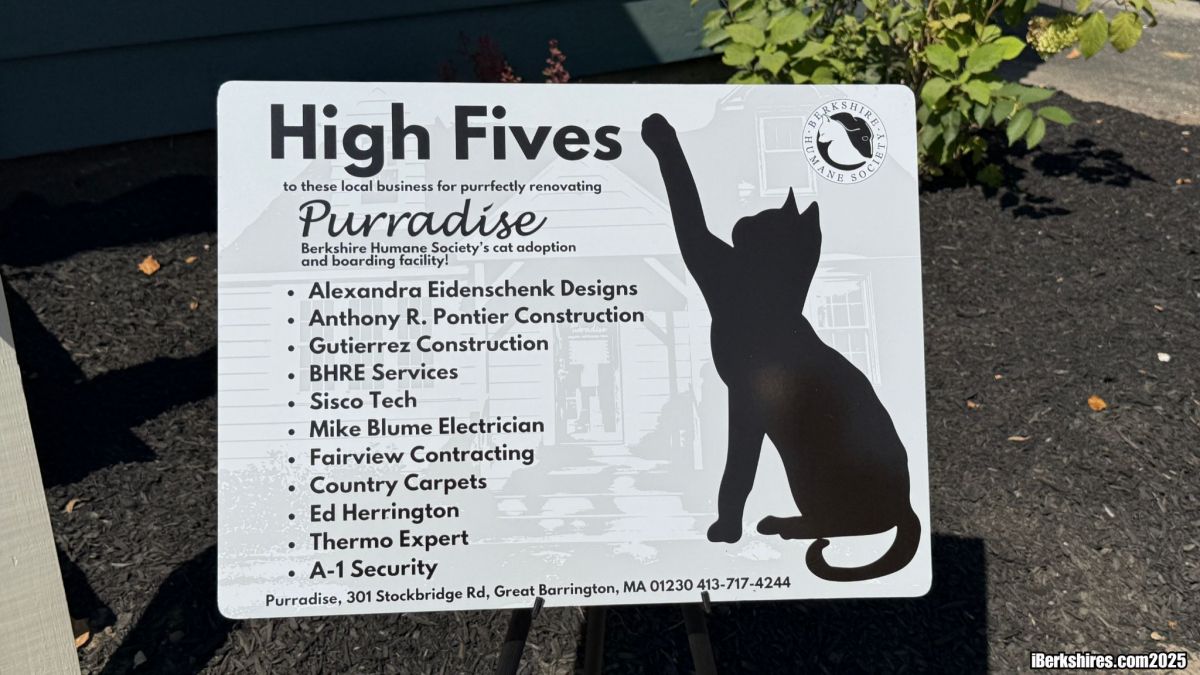 High Fives
BERKSHIRE
HUMANE SOCIETY
to these local business for purrfectly renovating
Purradise
Berkshire Humane Society's cat adoption
and boarding facility!
• Alexandra Eidenschenk Designs
• Anthony R. Pontier Construction
• Gutierrez Construction
• BHRE Services
• Sisco Tech
• Mike Blume Electrician
• Fairview Contracting
• Country Carpets
• Ed Herrington
• Thermo Expert
• A-1 Security
Purradise, 301 Stockbridge Rd, Great Barrington, MA 01230 413-717-4244
iBerkshires.com2025